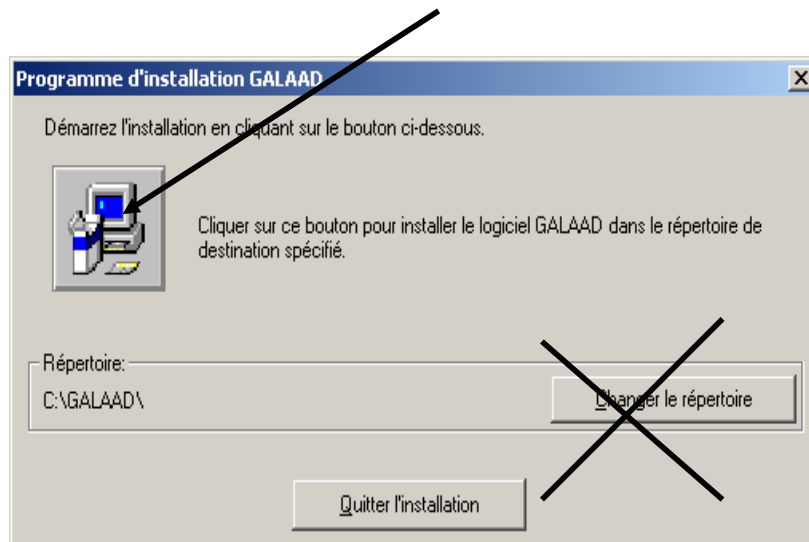 Programme d'installation GALAAD
Démarrez l'installation en cliquant sur le bouton ci-dessous.
Cliquer sur ce bouton pour installer le logiciel GALAAD dans le répertoire de
destination spécifié.
Répertoire:
C:\GALAAD\
Changer le répertoire
Quitter l'installation